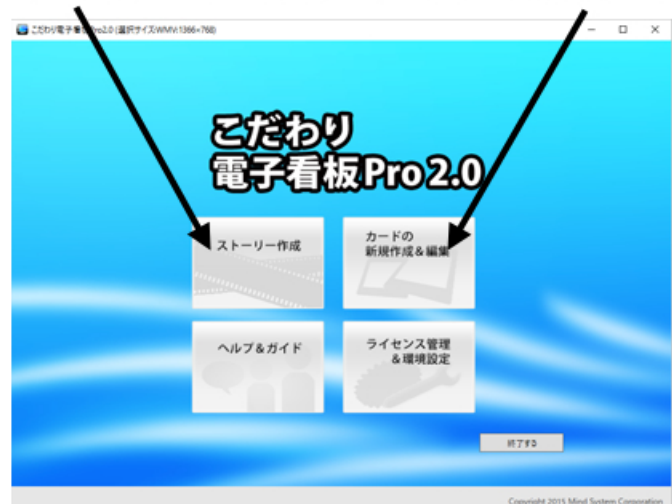 こだわり電子看板Pro2.0 (選択サイズ:WMV:1366×768)
こだわり
電子看板Pro 2.0
ストーリー作成
カードの
新規作成&編集
ヘルプ&ガイド
ライセンス管理
&環境設定
終了する
Copyright 2015 Mind System Corporation